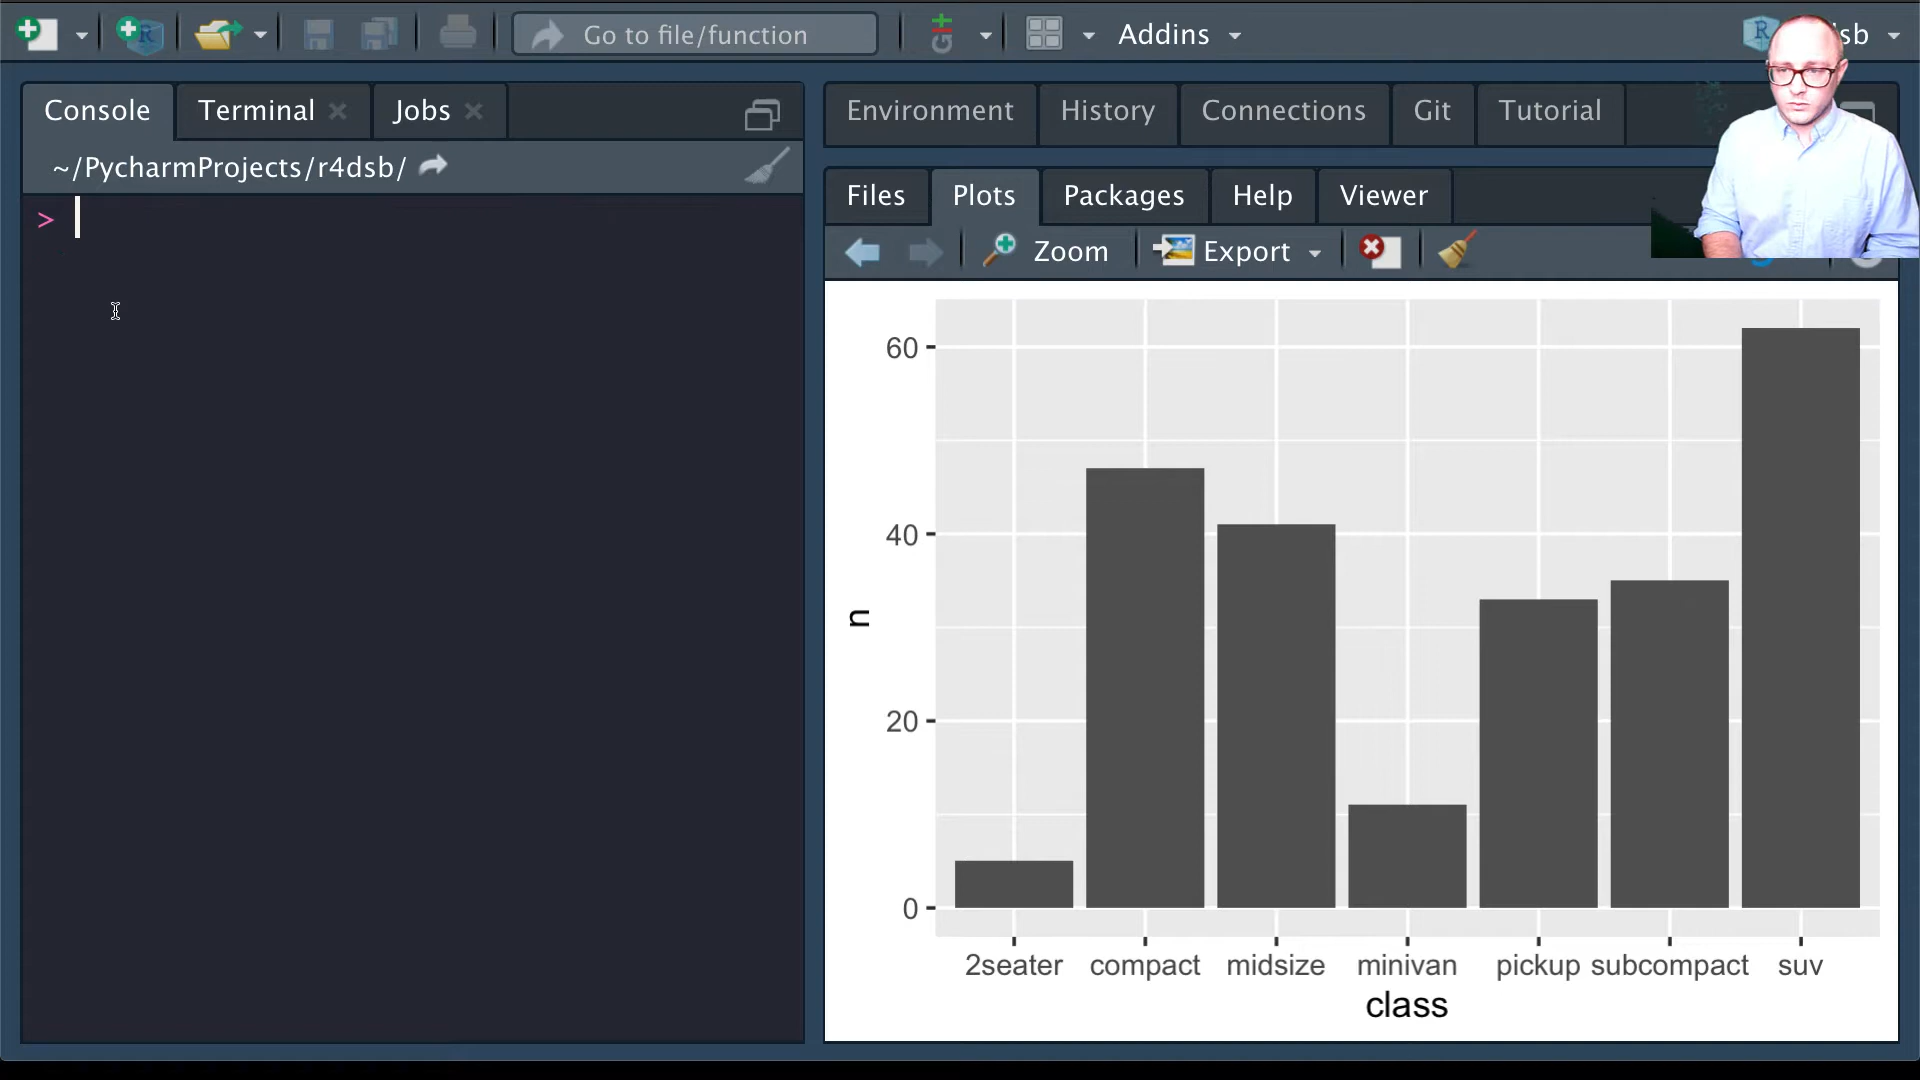 Go to file/function
Addins
Console
Terminal
Jobs
~/PycharmProjects/r4dsb/
>
Environment
History
Connections
Git
Tutorial
Files
Plots
Packages
Help
Viewer
Zoom
Export
60
40
20
0
n
2seater
compact
midsize
minivan
pickup
subcompact
suv
class